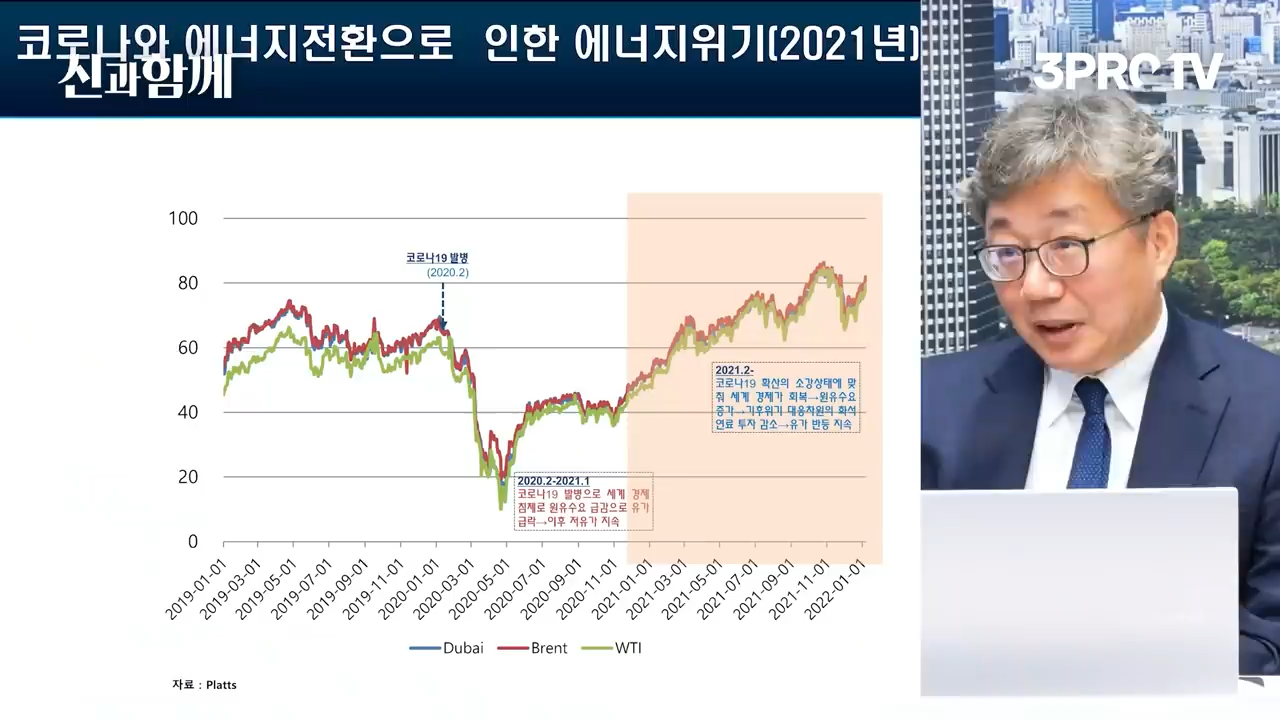 코로나와 에너지전환으로 인한 에너지위기(2021년)
신과함께
3PRO TV
100
80
60
40
20
0
코로나19 발병
(2020.2)
2021.2-
코로나19 확산의 소강상태에 맞
춰 세계 경제가 회복→원유수요
증가→기후위기 대응차원의 화석
연료 투자 감소→유가 반등 지속
2020.2-2021.1
코로나19 발병으로 세계 경제
침체로 원유수요 급감으로 유가
급락→이후 저유가 지속
2019-01-01
2019-03-01
2019-05-01
2019-07-01
2019-09-01
2019-11-01
2020-01-01
2020-03-01
2020-05-01
2020-07-01
2020-09-01
2020-11-01
2021-01-01
2021-03-01
2021-05-01
2021-07-01
2021-09-01
2021-11-01
2022-01-01
Dubai Brent WTI
자료 : Platts